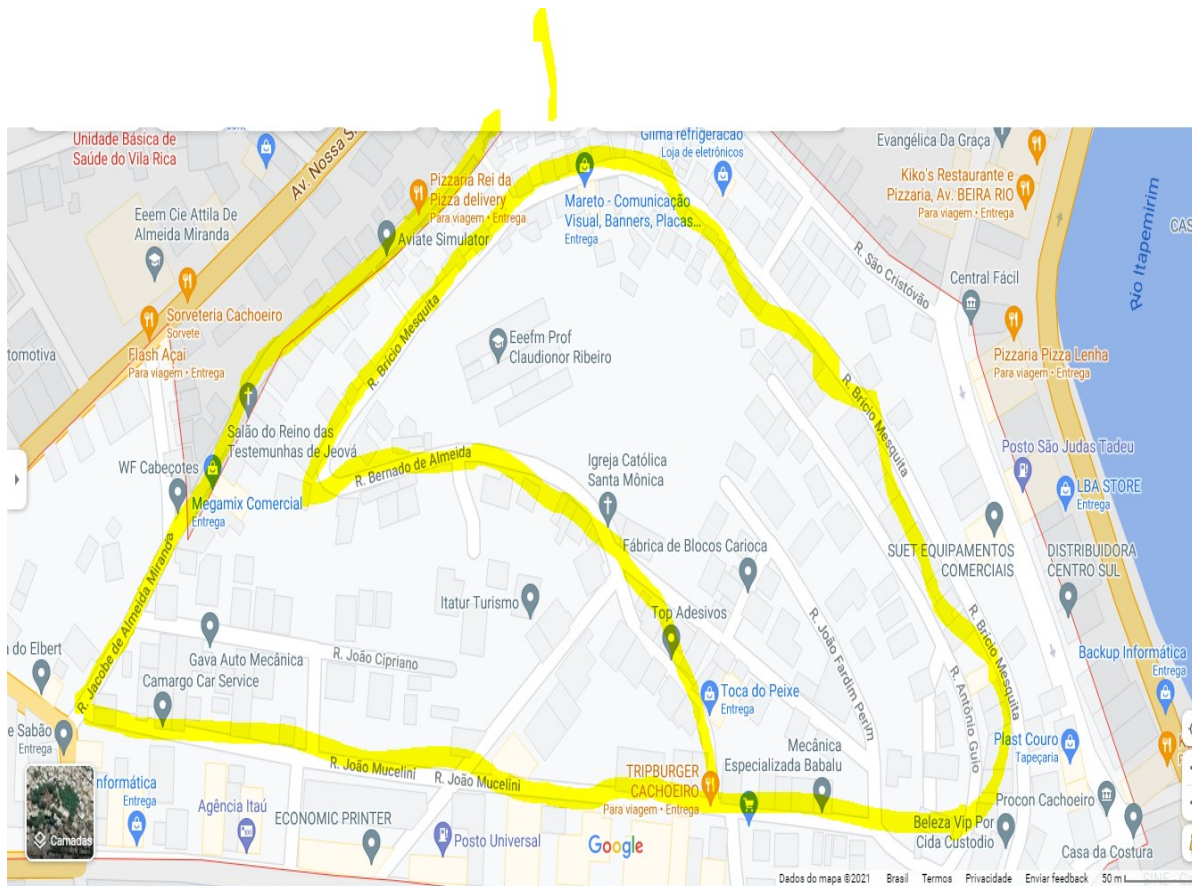 1
Unidade Básica de
Saúde do Vila Rica
Av. Nossa S
Gilma refrigeracao
Loja de eletrônicos
Evangélica Da Graça
Kiko's Restaurante e
Pizzaria, Av. BEIRA RIO
Para viagem • Entrega
Rio Itapemirim
CAS
Pizzaria Rei da
Pizza delivery
Para viagem • Entrega
Aviate Simulator
Mareto - Comunicação
Visual, Banners, Placas...
Entrega
Eeem Cie Attila De
Almeida Miranda
R. São Cristóvão
Central Fácil
Sorveteria Cachoeiro
Sorvete
Flash Açai
Para viagem • Entrega
utomotiva
R. Brício Mesquita
Eeefm Prof
Claudionor Ribeiro
Pizzaria Pizza Lenha
Para viagem • Entrega
R. Brício Mesquita
Salão do Reino das
Testemunhas de Jeová
WF Cabeçotes
Megamix Comercial
Entrega
R. Bernado de Almeida
Igreja Católica
Santa Mônica
Posto São Judas Tadeu
LBA STORE
Entrega
Fábrica de Blocos Carioca
SUET EQUIPAMENTOS
COMERCIAIS
DISTRIBUIDORA
CENTRO SUL
R. Jacobe de Almeida Miranda
Itatur Turismo
Top Adesivos
R. João Fardim Perim
R. Brício Mesquita
R. João Cipriano
Gava Auto Mecânica
a do Elbert
Camargo Car Service
Backup Informática
Entrega
R. Antônio Guio
Toca do Peixe
Entrega
e Sabão
Entrega
R. João Mucelini
R. João Mucelini
TRIPBURGER
CACHOEIRO
Para viagem • Entrega
Mecânica
Especializada Babalu
Plast Couro
Tapeçaria
nformática
Entrega
Agência Itaú
ECONOMIC PRINTER
Posto Universal
Google
Beleza Vip Por
Cida Custodio
Procon Cachoeiro
Casa da Costura
Camadas
Dados do mapa ©2021 Brasil Termos Privacidade Enviar feedback 50 m